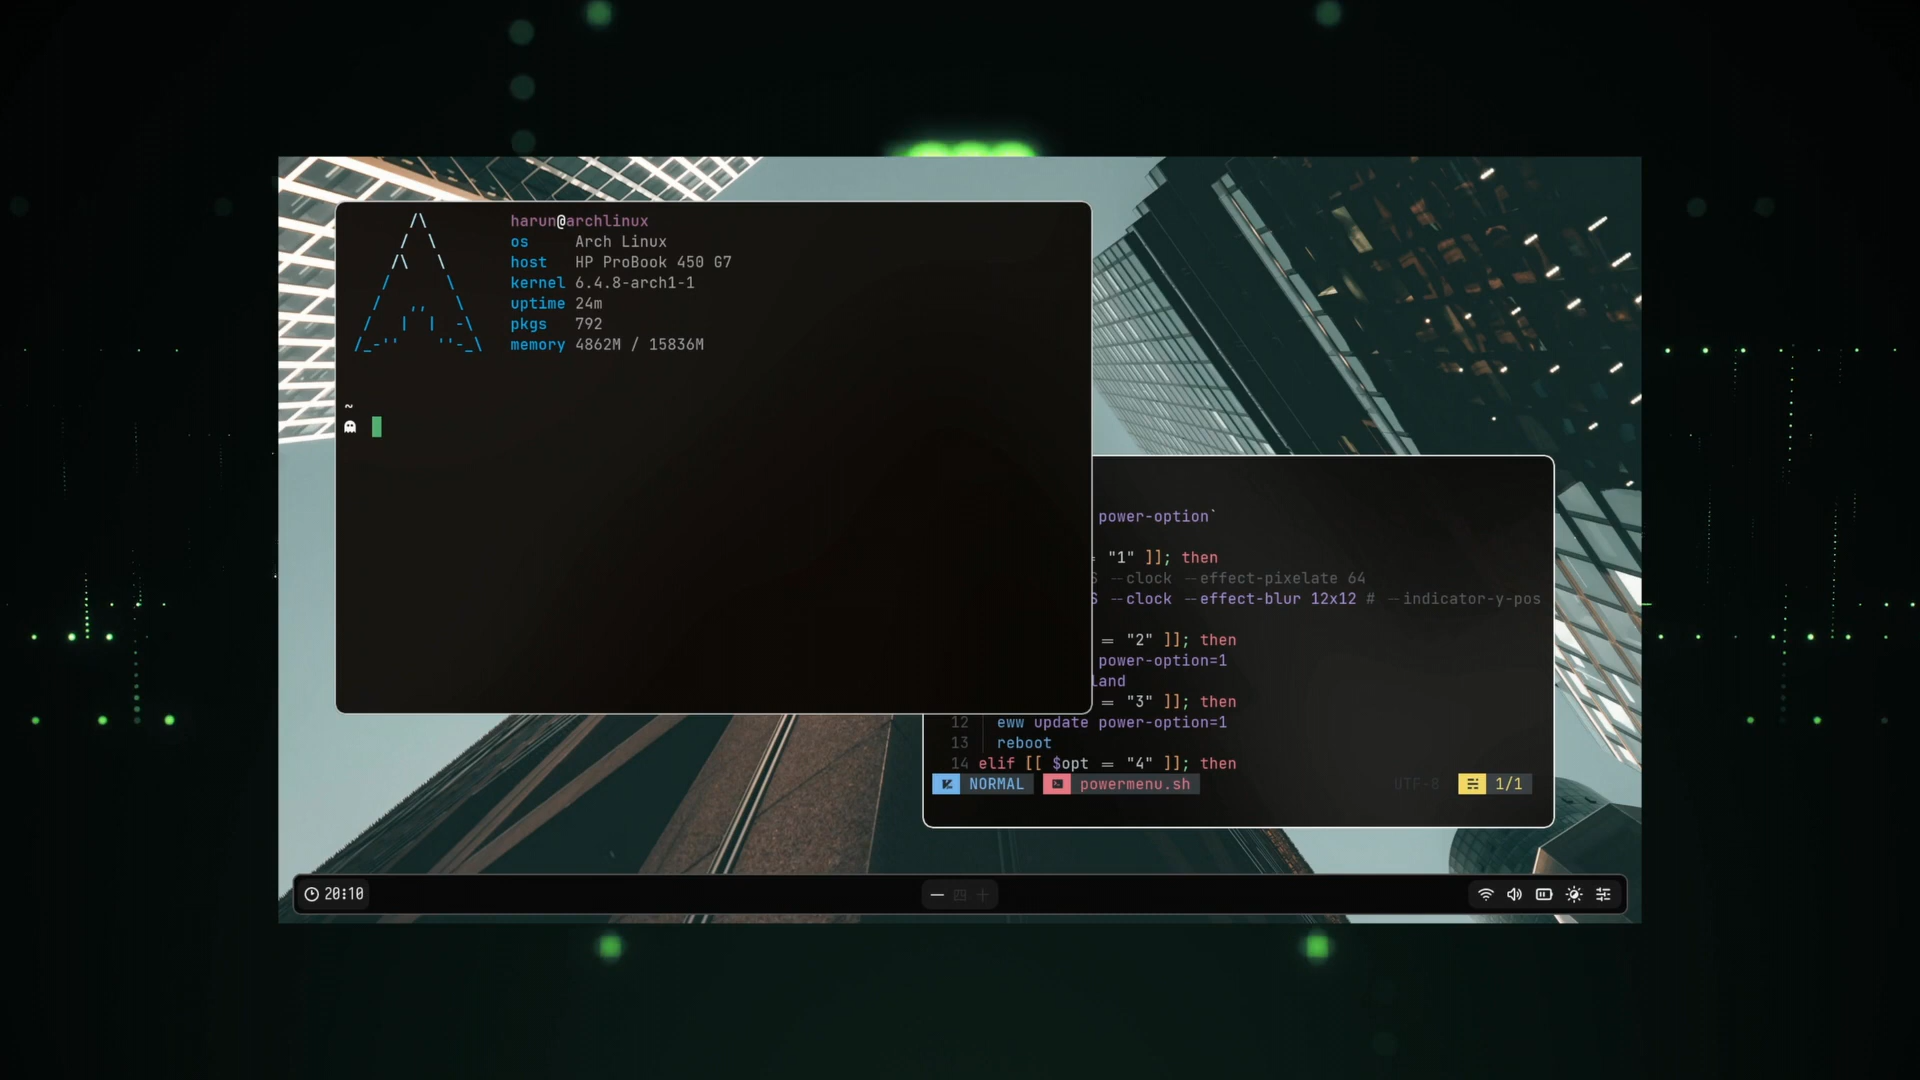 harun@archlinux
os Arch Linux
host HP ProBook 450 G7
kernel 6.4.8-arch1-1
uptime 24m
pkgs 792
memory 4862M / 15836M
~
power-option`
= "1" ]]; then
--clock --effect-pixelate 64
--clock --effect-blur 12x12 # --indicator-y-pos
== "2" ]]; then
power-option=1
land
== "3" ]]; then
12 eww update power-option=1
13 reboot
14 elif [[ $opt == "4" ]]; then
NORMAL powermenu.sh UTF-8 1/1
20:10 一 四 十